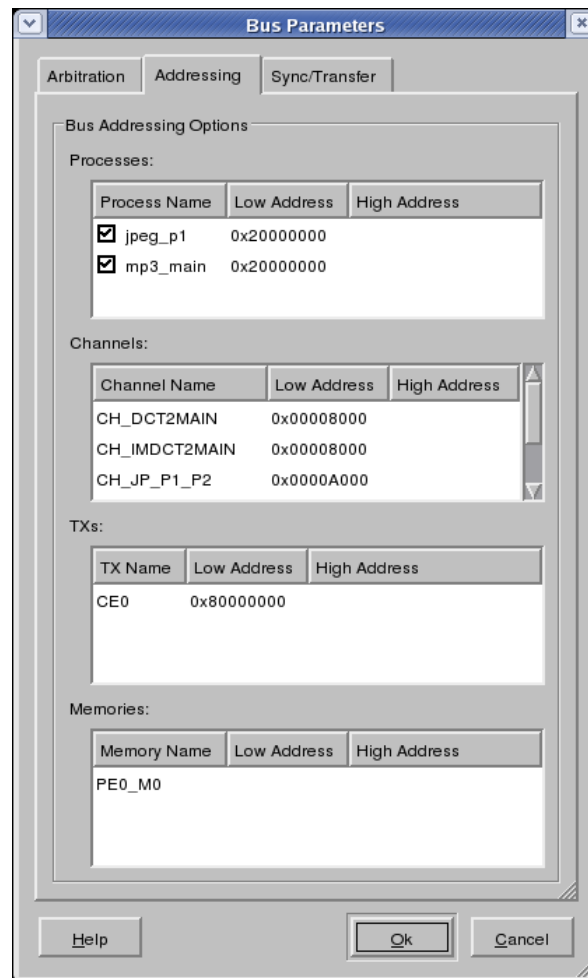 Bus Parameters
Arbitration Addressing Sync/Transfer
Bus Addressing Options
Processes:
Process Name Low Address High Address
jpeg_p1 0x20000000
mp3_main 0x20000000
Channels:
Channel Name Low Address High Address
CH_DCT2MAIN 0x00008000
CH_IMDCT2MAIN 0x00008000
CH_JP_P1_P2 0x0000A000
TXs:
TX Name Low Address High Address
CE0 0x80000000
Memories:
Memory Name Low Address High Address
PE0_M0
Help Ok Cancel